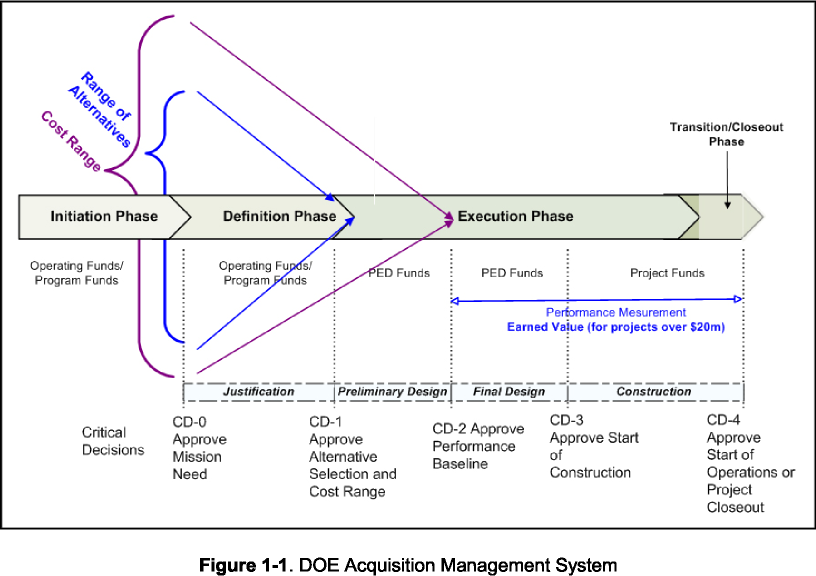 Range of
Alternatives
Cost Range
Transition/Closeout
Phase
Initiation Phase
Definition Phase
Execution Phase
Operating Funds/
Program Funds
Operating Funds/
Program Funds
PED Funds
PED Funds
Project Funds
Performance Mesurement
Earned Value (for projects over $20m)
Justification
Preliminary Design
Final Design
Construction
Critical
Decisions
CD-0
Approve
Mission
Need
CD-1
Approve
Alternative
Selection and
Cost Range
CD-2 Approve
Performance
Baseline
CD-3
Approve Start
of
Construction
CD-4
Approve
Start of
Operations or
Project
Closeout
Figure 1-1. DOE Acquisition Management System